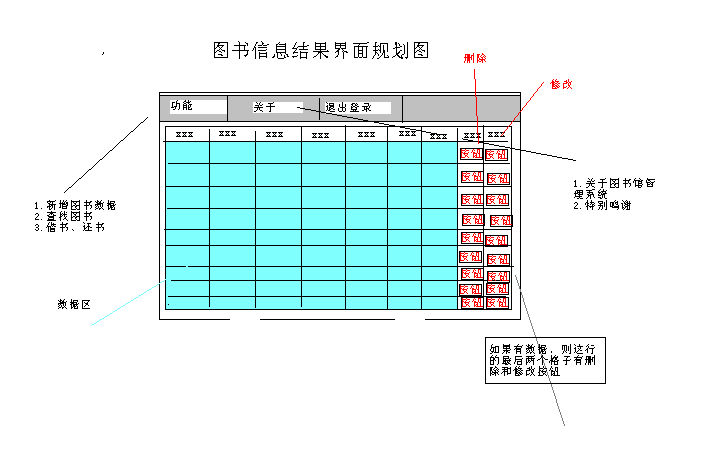 图书信息结果界面规划图
删除
修改
功能 关于 退出登录
xxx xxx xxx xxx xxx xxx xxx xxx xxx
按钮 按钮
按钮 按钮
按钮 按钮
按钮 按钮
按钮 按钮
按钮 按钮
按钮 按钮
按钮 按钮
按钮 按钮
1.新增图书数据
2.查找图书
3.借书、还书
1.关于图书馆管
理系统
2.特别鸣谢
数据区
如果有数据，则这行
的最后两个格子有删
除和修改按钮